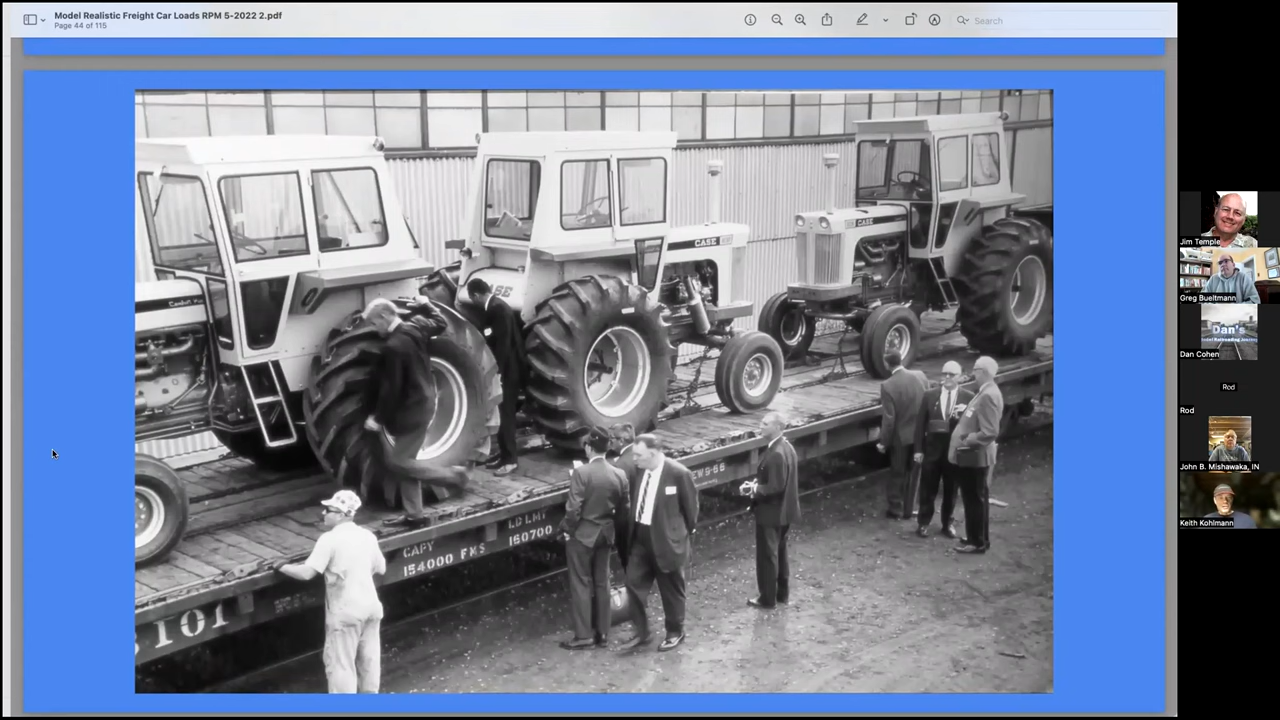 Model Realistic Freight Car Loads RPM 5-2022 2.pdf
Page 44 of 115
Search
CASE
CASE
CASE
CAPY
154000 FMS
LD LMT
160700
101
Jim Temple
Greg Bueltmann
Dan's
Dan Cohen
Rod
Rod
John B. Mishawaka, IN
Keith Kohlmann